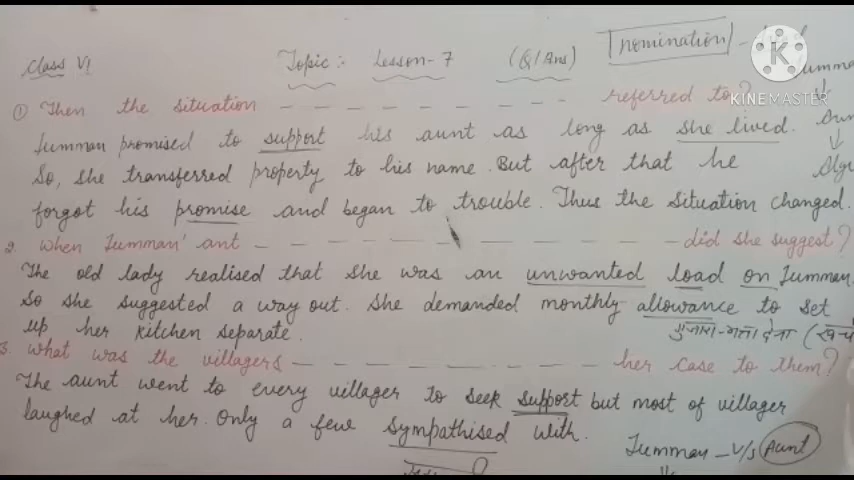 Class VI Topic :- Lesson-7 (Q/Ans) nomination -
KINEMASTER
① Then the situation - - - - - - - - - - referred to?
Jumman promised to support his aunt as long as she lived.
So, she transferred property to his name. But after that he
forgot his promise and began to trouble. Thus the situation changed.
2. When Jumman' ant - - - - - - - - - - - did she suggest?
The old lady realised that she was an unwanted load on Jumman.
So she suggested a way out. She demanded monthly allowance to set
up her kitchen separate. गुजारा-भत्ता देना
3. What was the villagers - - - - - - - - - - her case to them?
The aunt went to every villager to seek support but most of villager
laughed at her. Only a few sympathised with.
Jumman - V/s Aunt